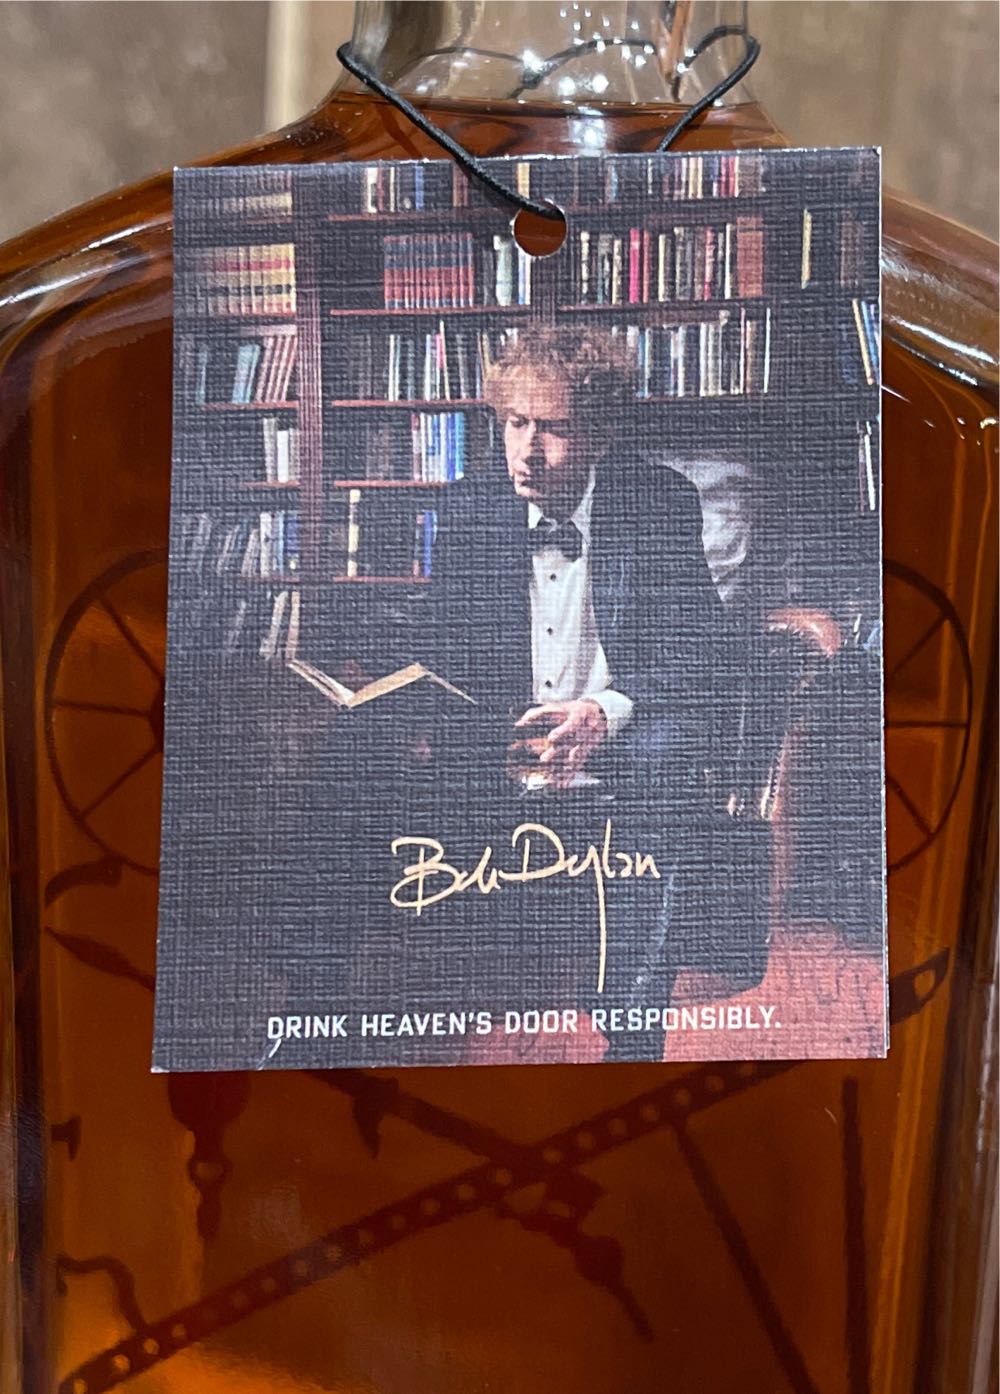 Bob Dylan
DRINK HEAVEN'S DOOR RESPONSIBLY.